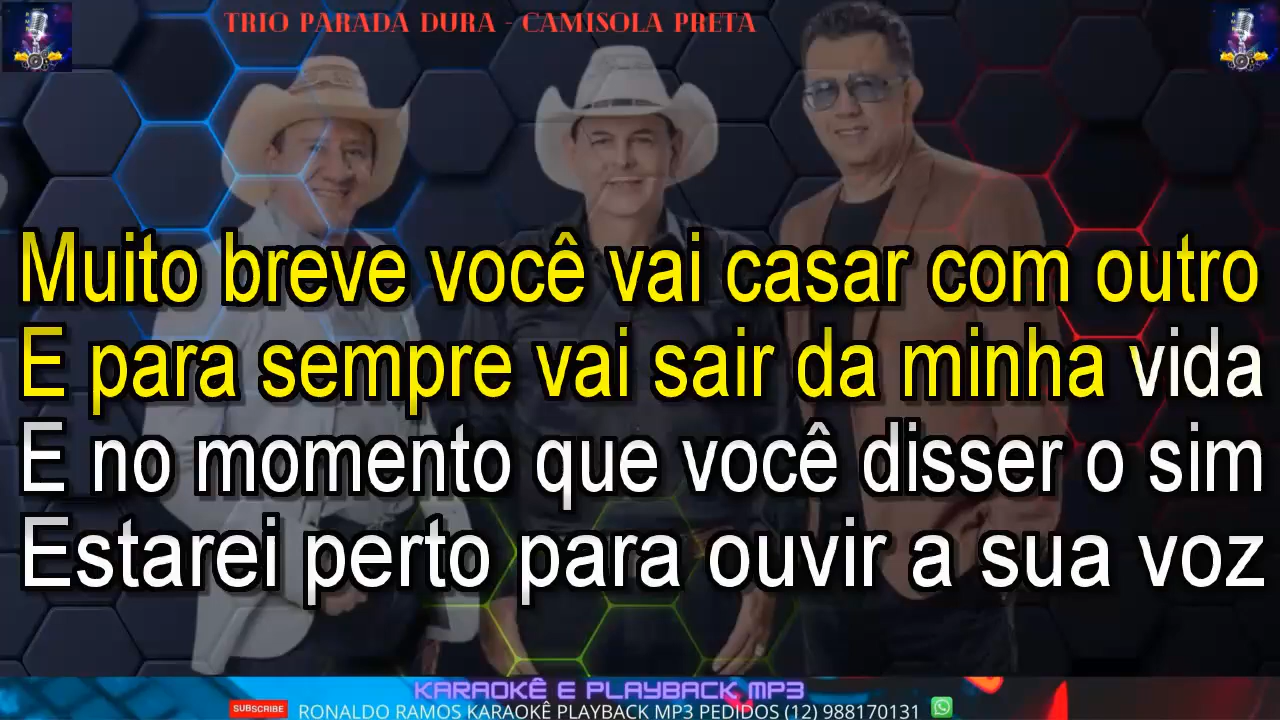 TRIO PARADA DURA - CAMISOLA PRETA
Muito breve você vai casar com outro
E para sempre vai sair da minha vida
E no momento que você disser o sim
Estarei perto para ouvir a sua voz
KARAOKÊ E PLAYBACK MP3
SUBSCRIBE RONALDO RAMOS KARAOKÊ PLAYBACK MP3 PEDIDOS (12) 988170131